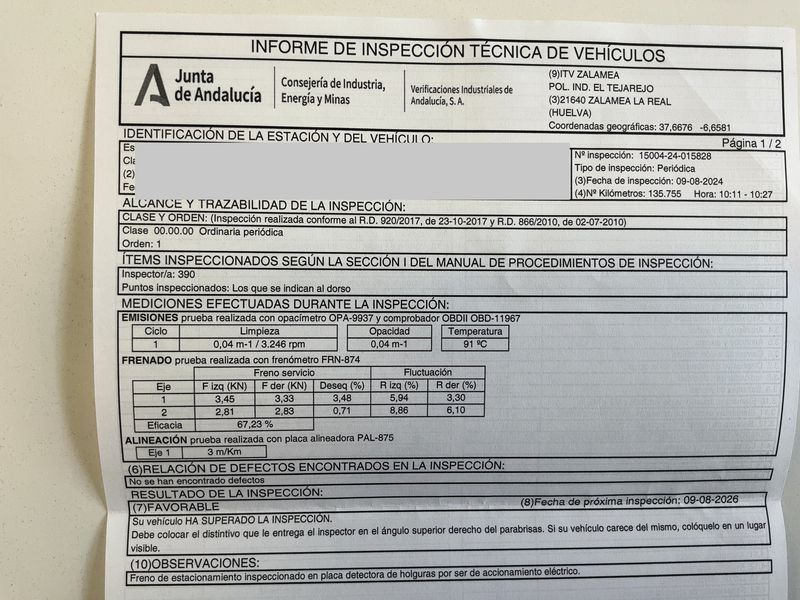 INFORME DE INSPECCIÓN TÉCNICA DE VEHÍCULOS
Junta
de Andalucía
Consejería de Industria,
Energía y Minas
Verificaciones Industriales de
Andalucía, S.A.
(9)ITV ZALAMEA
POL. IND. EL TEJAREJO
(3)21640 ZALAMEA LA REAL
(HUELVA)
Coordenadas geográficas: 37,6676 -6,6581
IDENTIFICACIÓN DE LA ESTACIÓN Y DEL VEHÍCULO:
Página 1 / 2
(2)
Nº inspección: 15004-24-015828
Tipo de inspección: Periódica
(3)Fecha de inspección: 09-08-2024
(4)Nº Kilómetros: 135.755 Hora: 10:11 - 10:27
ALCANCE Y TRAZABILIDAD DE LA INSPECCIÓN:
CLASE Y ORDEN: (Inspección realizada conforme al R.D. 920/2017, de 23-10-2017 y R.D. 866/2010, de 02-07-2010)
Clase 00.00.00 Ordinaria periódica
Orden: 1
ÍTEMS INSPECCIONADOS SEGÚN LA SECCIÓN I DEL MANUAL DE PROCEDIMIENTOS DE INSPECCIÓN:
Inspector/a: 390
Puntos inspeccionados: Los que se indican al dorso
MEDICIONES EFECTUADAS DURANTE LA INSPECCIÓN:
EMISIONES prueba realizada con opacímetro OPA-9937 y comprobador OBDII OBD-11967
Ciclo Limpieza Opacidad Temperatura
1 0,04 m-1 / 3.246 rpm 0,04 m-1 91 ºC
FRENADO prueba realizada con frenómetro FRN-874
Freno servicio Fluctuación
Eje F izq (KN) F der (KN) Deseq (%) R izq (%) R der (%)
1 3,45 3,33 3,48 5,94 3,30
2 2,81 2,83 0,71 8,86 6,10
Eficacia 67,23 %
ALINEACIÓN prueba realizada con placa alineadora PAL-875
Eje 1 3 m/Km
(6)RELACIÓN DE DEFECTOS ENCONTRADOS EN LA INSPECCIÓN:
No se han encontrado defectos
RESULTADO DE LA INSPECCIÓN:
(7)FAVORABLE
(8)Fecha de próxima inspección: 09-08-2026
Su vehículo HA SUPERADO LA INSPECCIÓN.
Debe colocar el distintivo que le entrega el inspector en el ángulo superior derecho del parabrisas. Si su vehículo carece del mismo, colóquelo en un lugar
visible.
(10)OBSERVACIONES:
Freno de estacionamiento inspeccionado en placa detectora de holguras por ser de accionamiento eléctrico.